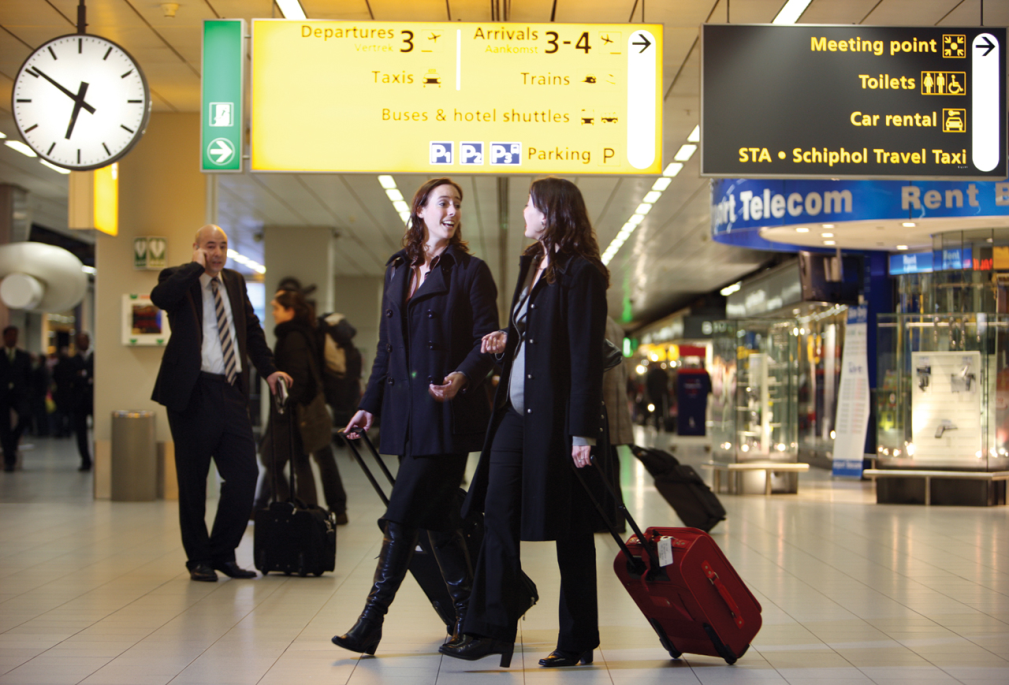 Departures 3
Vertrek
Arrivals 3-4
Aankomst
Taxis
Trains
Buses & hotel shuttles
P1 P2 P3 Parking P
Meeting point
Toilets
Car rental
STA • Schiphol Travel Taxi
rt Telecom Rent